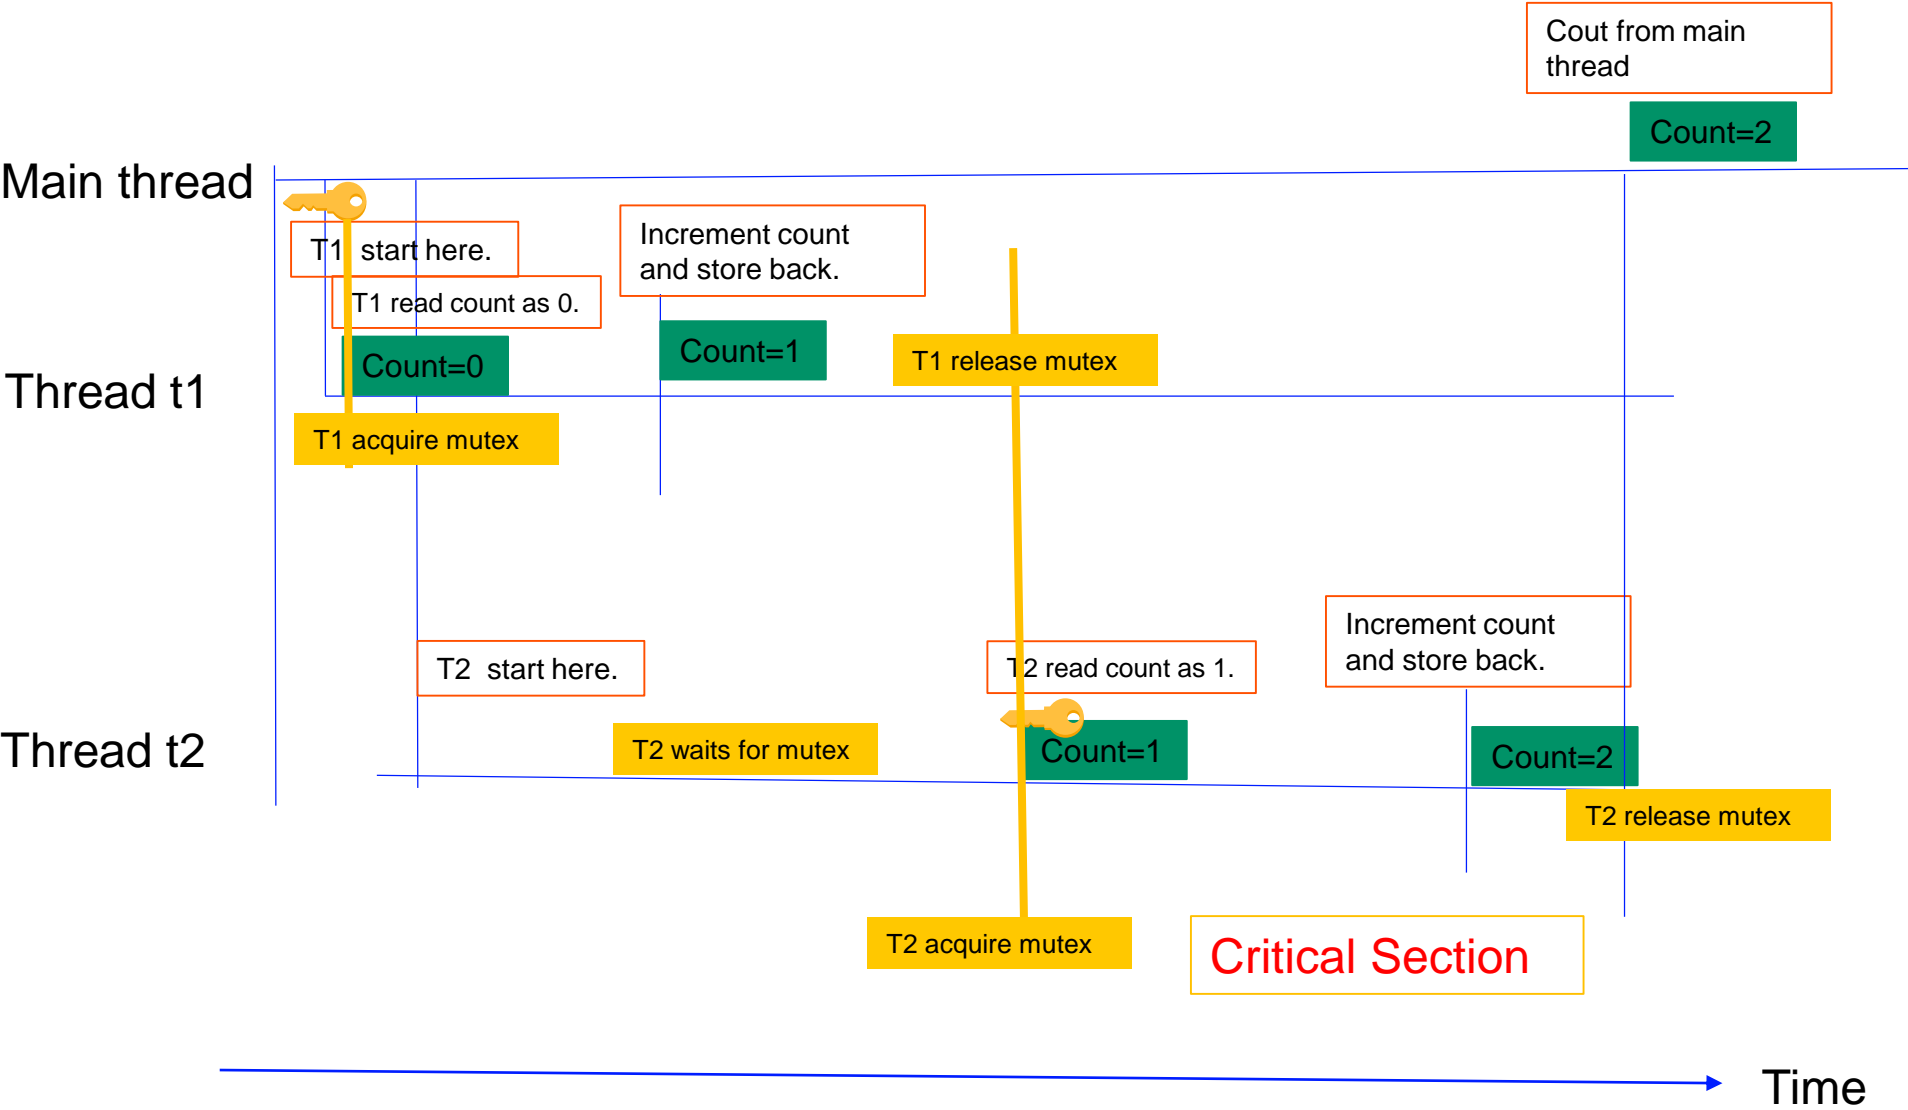 Cout from main
thread
Count=2
Main thread
T1 start here.
Increment count
and store back.
T1 read count as 0.
Count=0
Count=1
T1 release mutex
Thread t1
T1 acquire mutex
T2 start here.
T2 read count as 1.
Increment count
and store back.
Thread t2
T2 waits for mutex
Count=1
Count=2
T2 release mutex
T2 acquire mutex
Critical Section
Time